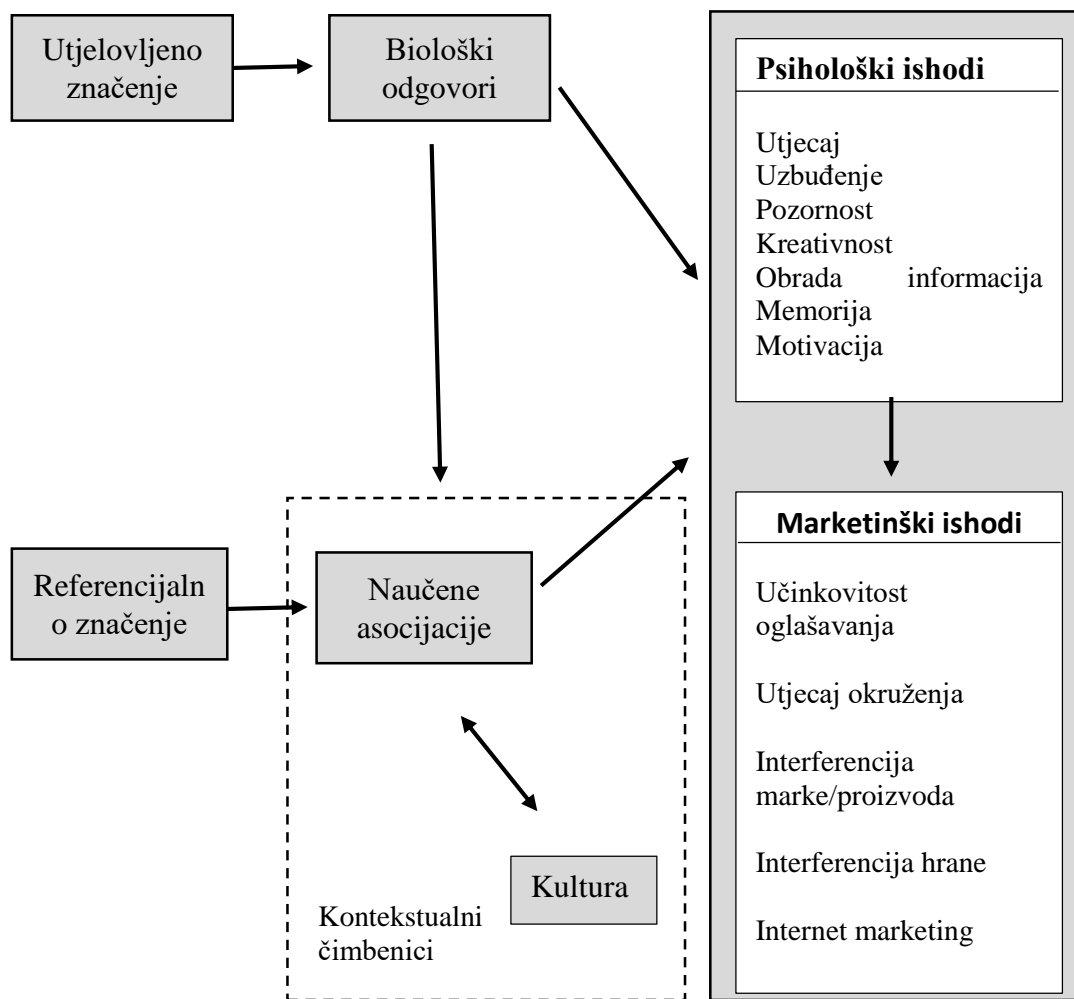 Utjelovljeno
značenje
Biološki
odgovori
Psihološki ishodi
Utjecaj
Uzbuđenje
Pozornost
Kreativnost
Obrada informacija
Memorija
Motivacija
Referencijaln
o značenje
Naučene
asocijacije
Kultura
Kontekstualni
čimbenici
Marketinški ishodi
Učinkovitost
oglašavanja
Utjecaj okruženja
Interferencija
marke/proizvoda
Interferencija hrane
Internet marketing